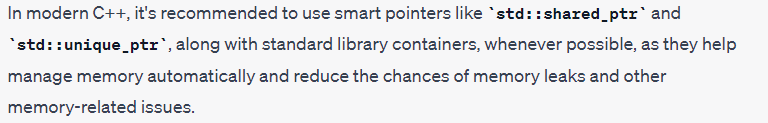 In modern C++, it's recommended to use smart pointers like `std::shared_ptr` and
`std::unique_ptr`, along with standard library containers, whenever possible, as they help
manage memory automatically and reduce the chances of memory leaks and other
memory-related issues.